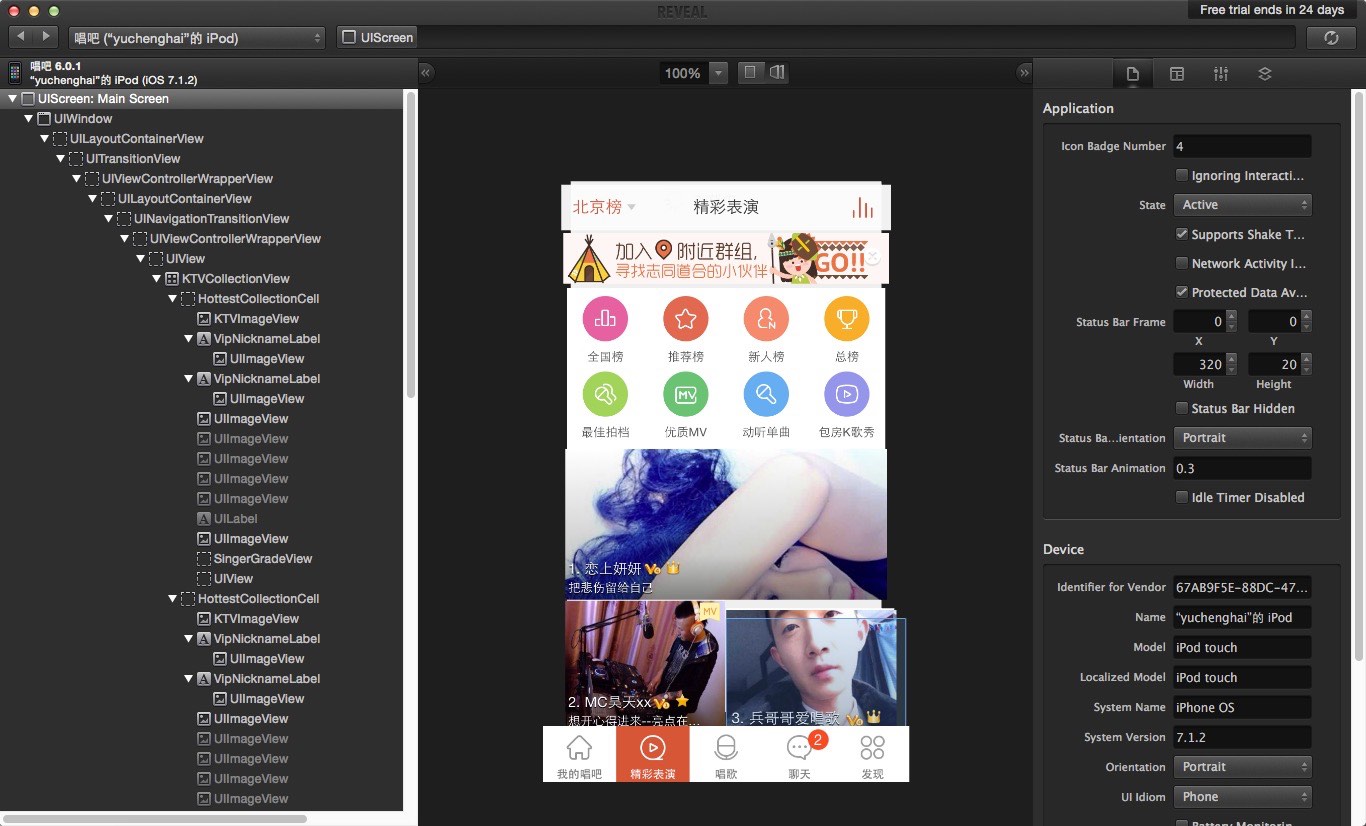 REVEAL
Free trial ends in 24 days
唱吧 (“yuchenghai”的 iPod)
UIScreen
唱吧 6.0.1
“yuchenghai”的 iPod (iOS 7.1.2)
100%
UIScreen: Main Screen
UIWindow
UILayoutContainerView
UITransitionView
UIViewControllerWrapperView
UILayoutContainerView
UINavigationTransitionView
UIViewControllerWrapperView
UIView
KTVCollectionView
HottestCollectionCell
KTVImageView
VipNicknameLabel
UIImageView
VipNicknameLabel
UIImageView
UIImageView
UIImageView
UIImageView
UIImageView
UIImageView
UILabel
UIImageView
SingerGradeView
UIView
HottestCollectionCell
KTVImageView
VipNicknameLabel
UIImageView
VipNicknameLabel
UIImageView
UIImageView
UIImageView
UIImageView
UIImageView
UIImageView
北京榜 精彩表演
加入 附近群组,
寻找志同道合的小伙伴
GO!!
全国榜 推荐榜 新人榜 总榜
MV
最佳拍档 优质MV 动听单曲 包房K歌秀
1. 恋上妍妍
把悲伤留给自己
MV
2. MC昊天xx
想开心得进来--亮点在...
3. 兵哥哥爱唱歌
2
我的唱吧 精彩表演 唱歌 聊天 发现
Application
Icon Badge Number 4
Ignoring Interacti...
State Active
Supports Shake T...
Network Activity I...
Protected Data Av...
Status Bar Frame 0 0
X Y
320 20
Width Height
Status Bar Hidden
Status Ba...ientation Portrait
Status Bar Animation 0.3
Idle Timer Disabled
Device
Identifier for Vendor 67AB9F5E-88DC-47...
Name “yuchenghai”的 iPod
Model iPod touch
Localized Model iPod touch
System Name iPhone OS
System Version 7.1.2
Orientation Portrait
UI Idiom Phone